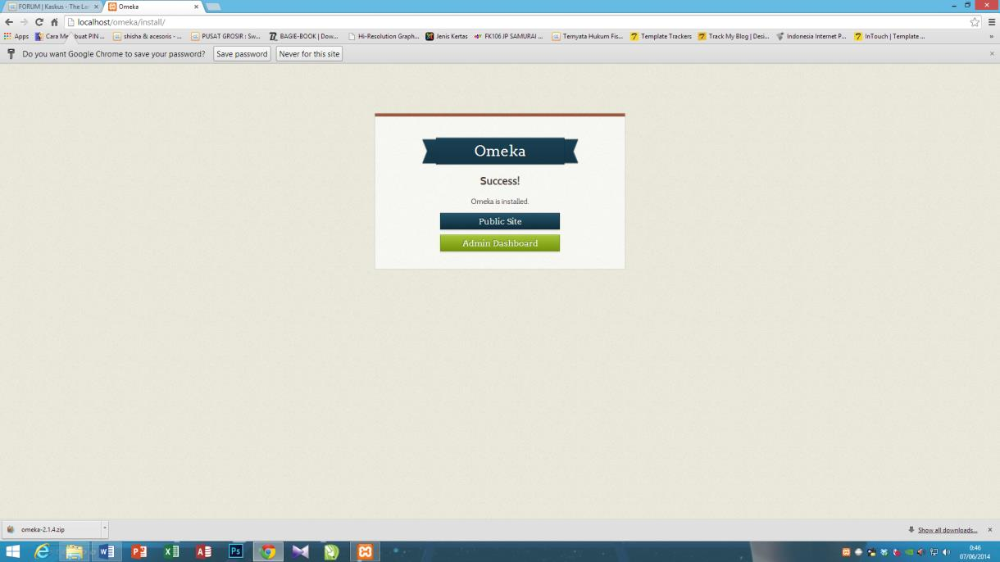 FORUM | Kaskus - The Lar
Omeka
localhost/omeka/install/
Apps
Cara Me buat PIN ...
shisha & acesoris - ...
PUSAT GROSIR : Sw...
BAGIE-BOOK | Dow...
Hi-Resolution Graph...
Jenis Kertas
FK106 JP SAMURAI ...
Ternyata Hukum Fis...
Template Trackers
Track My Blog | Desi...
Indonesia Internet P...
InTouch | Template ...
»
Do you want Google Chrome to save your password?
Save password
Never for this site
Omeka
Success!
Omeka is installed.
Public Site
Admin Dashboard
omeka-2.1.4.zip
Show all downloads...
Ps
0:46
07/06/2014